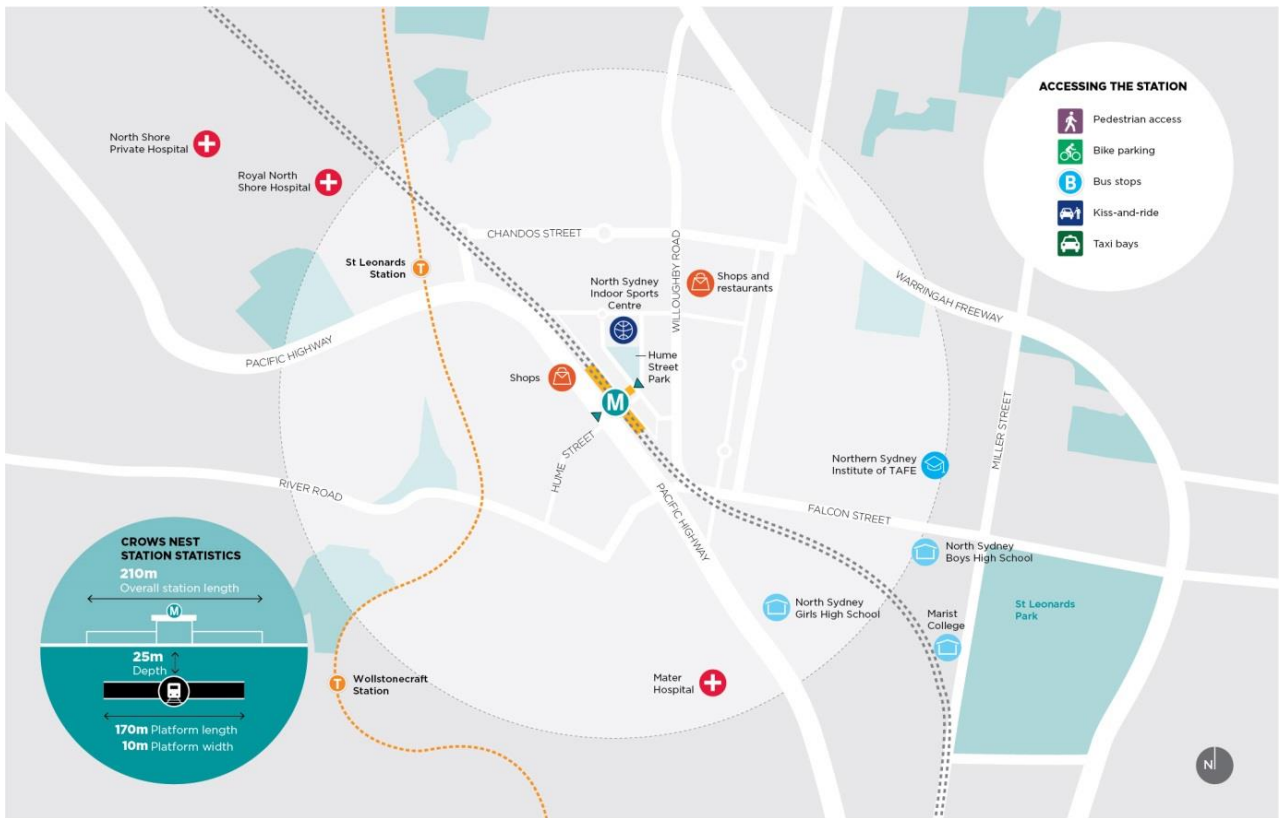 North Shore
Private Hospital
Royal North
Shore Hospital
St Leonards
Station
T
CHANDOS STREET
WILLOUGHBY ROAD
North Sydney
Indoor Sports
Centre
Shops and
restaurants
Hume
Street
Park
Shops
M
PACIFIC HIGHWAY
HUME STREET
RIVER ROAD
PACIFIC HIGHWAY
WARRINGAH FREEWAY
MILLER STREET
Northern Sydney
Institute of TAFE
FALCON STREET
North Sydney
Boys High School
North Sydney
Girls High School
Marist
College
St Leonards
Park
Mater
Hospital
T
Wollstonecraft
Station
N
ACCESSING THE STATION
Pedestrian access
Bike parking
B
Bus stops
Kiss-and-ride
Taxi bays
CROWS NEST
STATION STATISTICS
210m
Overall station length
M
25m
Depth
170m Platform length
10m Platform width